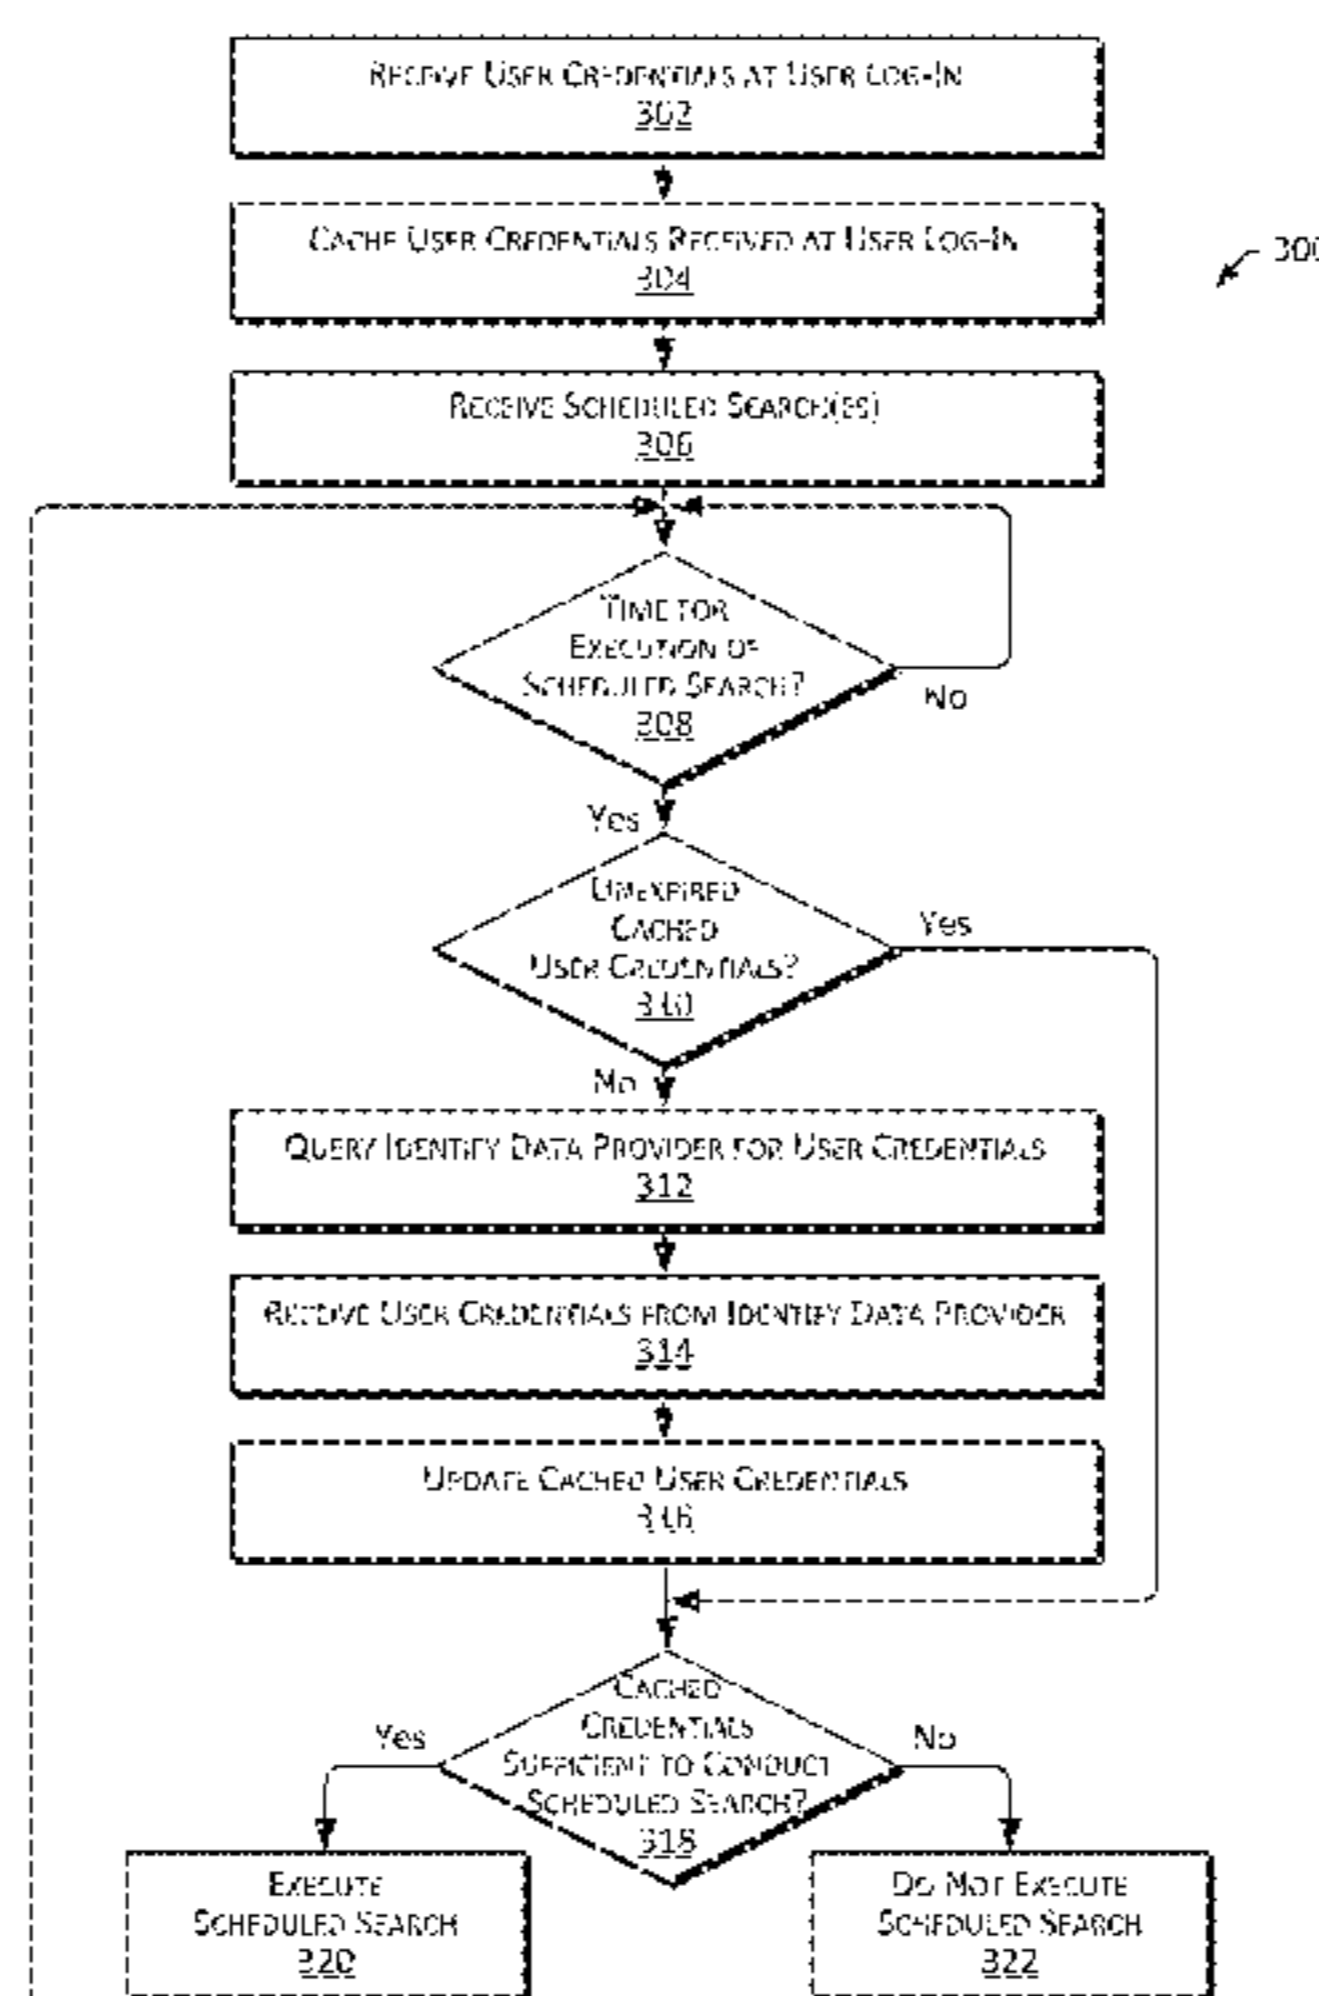 RECEIVE USER CREDENTIALS AT USER LOG-IN
302
CACHE USER CREDENTIALS RECEIVED AT USER LOG-IN
304
300
RECEIVE SCHEDULED SEARCH(ES)
306
TIME FOR
EXECUTION OF
SCHEDULED SEARCH?
308
No
Yes
UNEXPIRED
CACHED
USER CREDENTIALS?
310
Yes
No
QUERY IDENTIFY DATA PROVIDER FOR USER CREDENTIALS
312
RECEIVE USER CREDENTIALS FROM IDENTIFY DATA PROVIDER
314
UPDATE CACHED USER CREDENTIALS
316
CACHED
CREDENTIALS
SUFFICIENT TO CONDUCT
SCHEDULED SEARCH?
318
Yes
No
EXECUTE
SCHEDULED SEARCH
320
DO NOT EXECUTE
SCHEDULED SEARCH
322